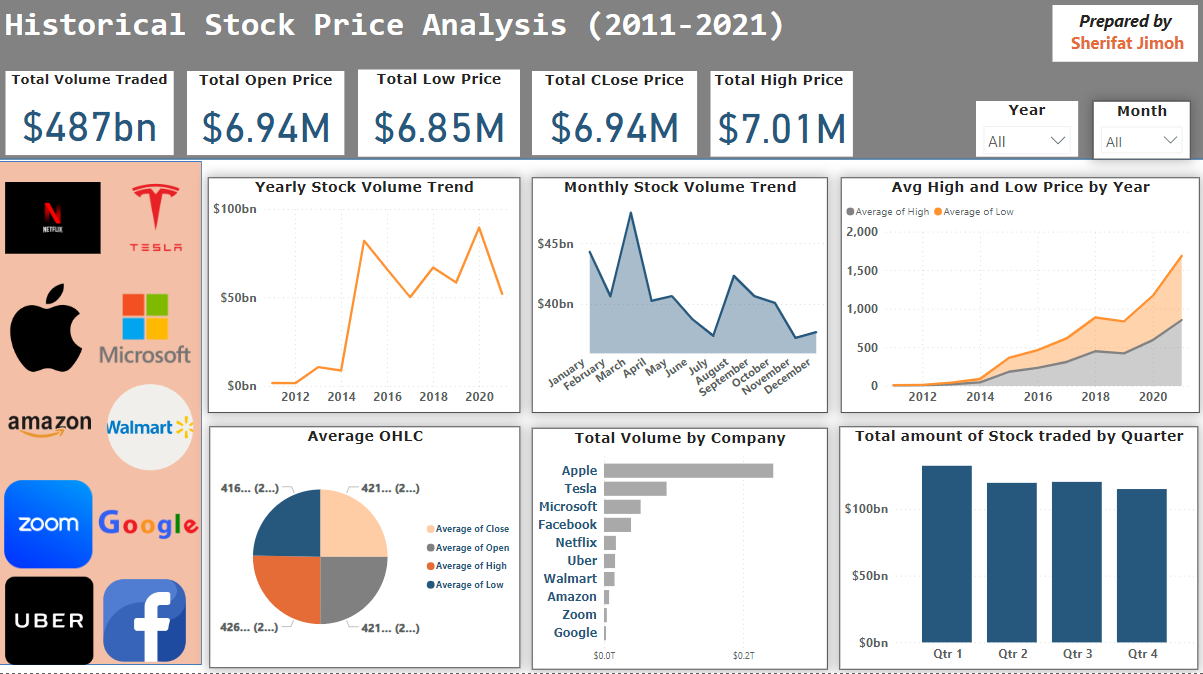 Historical Stock Price Analysis (2011-2021)
Prepared by
Sherifat Jimoh
Total Volume Traded
$487bn
Total Open Price
$6.94M
Total Low Price
$6.85M
Total CLose Price
$6.94M
Total High Price
$7.01M
Year
All
Month
All
NETFLIX
TESLA
Microsoft
amazon
Walmart
zoom
Google
UBER
Yearly Stock Volume Trend
$100bn
$50bn
$0bn
2012 2014 2016 2018 2020
Monthly Stock Volume Trend
$45bn
$40bn
January
February
March
April
May
June
July
August
September
October
November
December
Avg High and Low Price by Year
Average of High Average of Low
2,000
1,500
1,000
500
0
2012 2014 2016 2018 2020
Average OHLC
416... (2...) 421... (2...)
426... (2...) 421... (2...)
Average of Close
Average of Open
Average of High
Average of Low
Total Volume by Company
Apple
Tesla
Microsoft
Facebook
Netflix
Uber
Walmart
Amazon
Zoom
Google
$0.0T $0.2T
Total amount of Stock traded by Quarter
$100bn
$50bn
$0bn
Qtr 1 Qtr 2 Qtr 3 Qtr 4